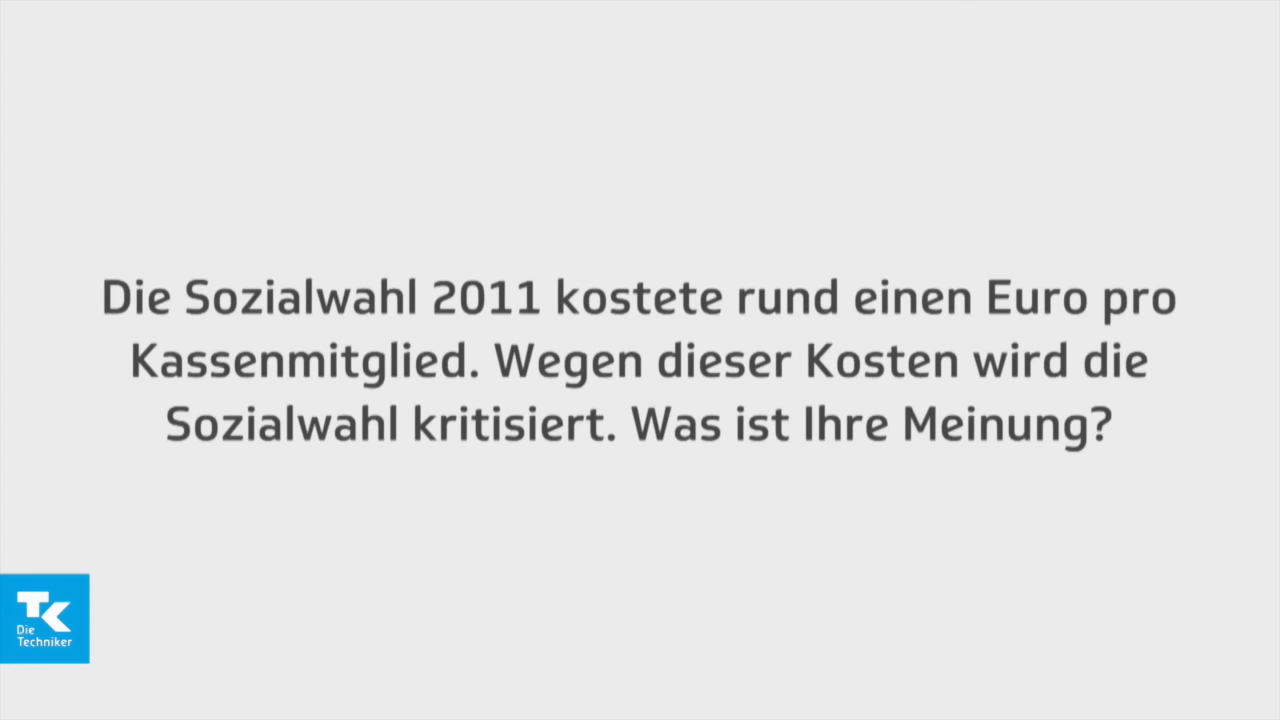 Die Sozialwahl 2011 kostete rund einen Euro pro
Kassenmitglied. Wegen dieser Kosten wird die
Sozialwahl kritisiert. Was ist Ihre Meinung?
TK
Die
Techniker